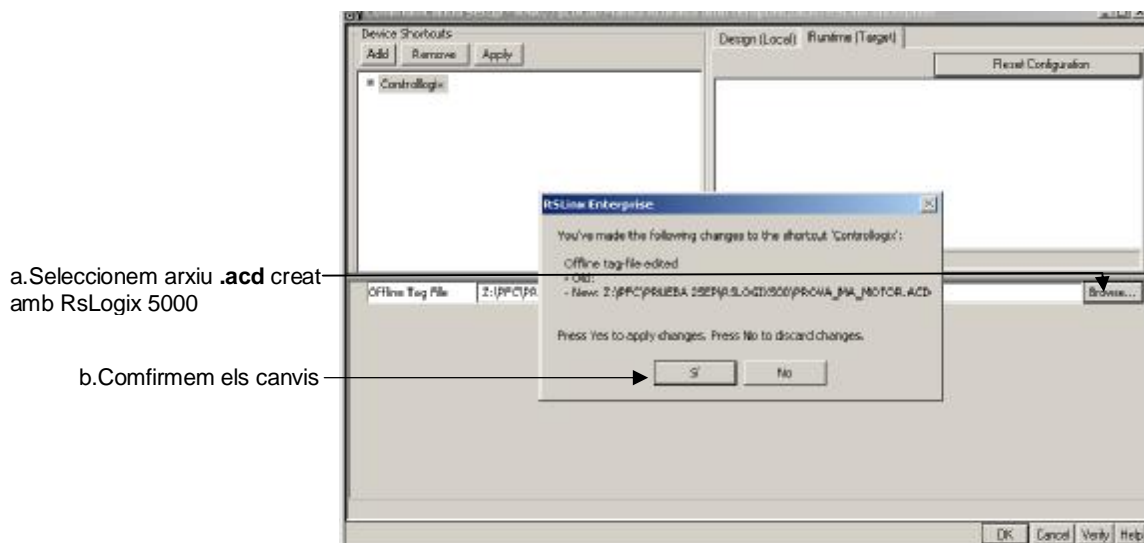 Device Shortcuts
Add Remove Apply
Controllogix
Design (Local) Runtime (Target)
Reset Configuration
RSLinx Enterprise
You've made the following changes to the shortcut 'Controllogix':
Offline tag-file edited
- Old:
- New: Z:\PFC\PRUEBA 2SEP\RSLOGIX500\PROVA_MA_MOTOR.ACD
Press Yes to apply changes. Press No to discard changes.
Sí No
a.Seleccionem arxiu .acd creat
amb RsLogix 5000
Offline Tag File Z:\PFC\PR
Browse...
b.Comfirmem els canvis
OK Cancel Verify Help